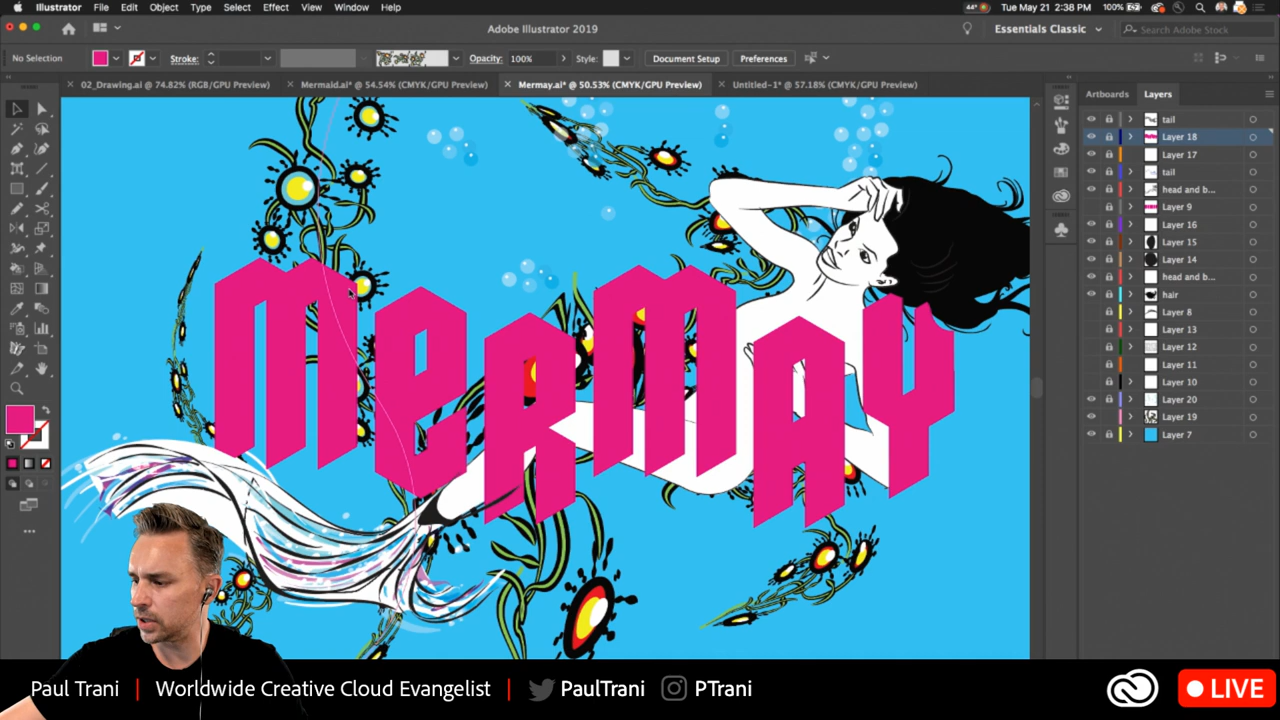 Illustrator File Edit Object Type Select Effect View Window Help
44° Tue May 21 2:38 PM 100%
Adobe Illustrator 2019
Essentials Classic
Search Adobe Stock
No Selection Stroke: Opacity: 100% Style: Document Setup Preferences
× 02_Drawing.ai @ 74.82% (RGB/GPU Preview) × Mermaid.ai* @ 54.54% (CMYK/GPU Preview) × Mermay.ai* @ 50.53% (CMYK/GPU Preview) × Untitled-1* @ 57.18% (CMYK/GPU Preview)
Artboards Layers
tail
Layer 18
Layer 17
tail
head and b...
Layer 9
Layer 16
Layer 15
Layer 14
head and b...
hair
Layer 8
Layer 13
Layer 12
Layer 11
Layer 10
Layer 20
Layer 19
Layer 7
MeRMAY
Paul Trani | Worldwide Creative Cloud Evangelist | PaulTrani PTrani
LIVE